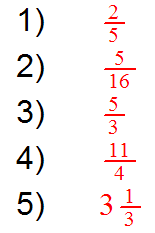 1) 2/5
2) 5/16
3) 5/3
4) 11/4
5) 3 1/3